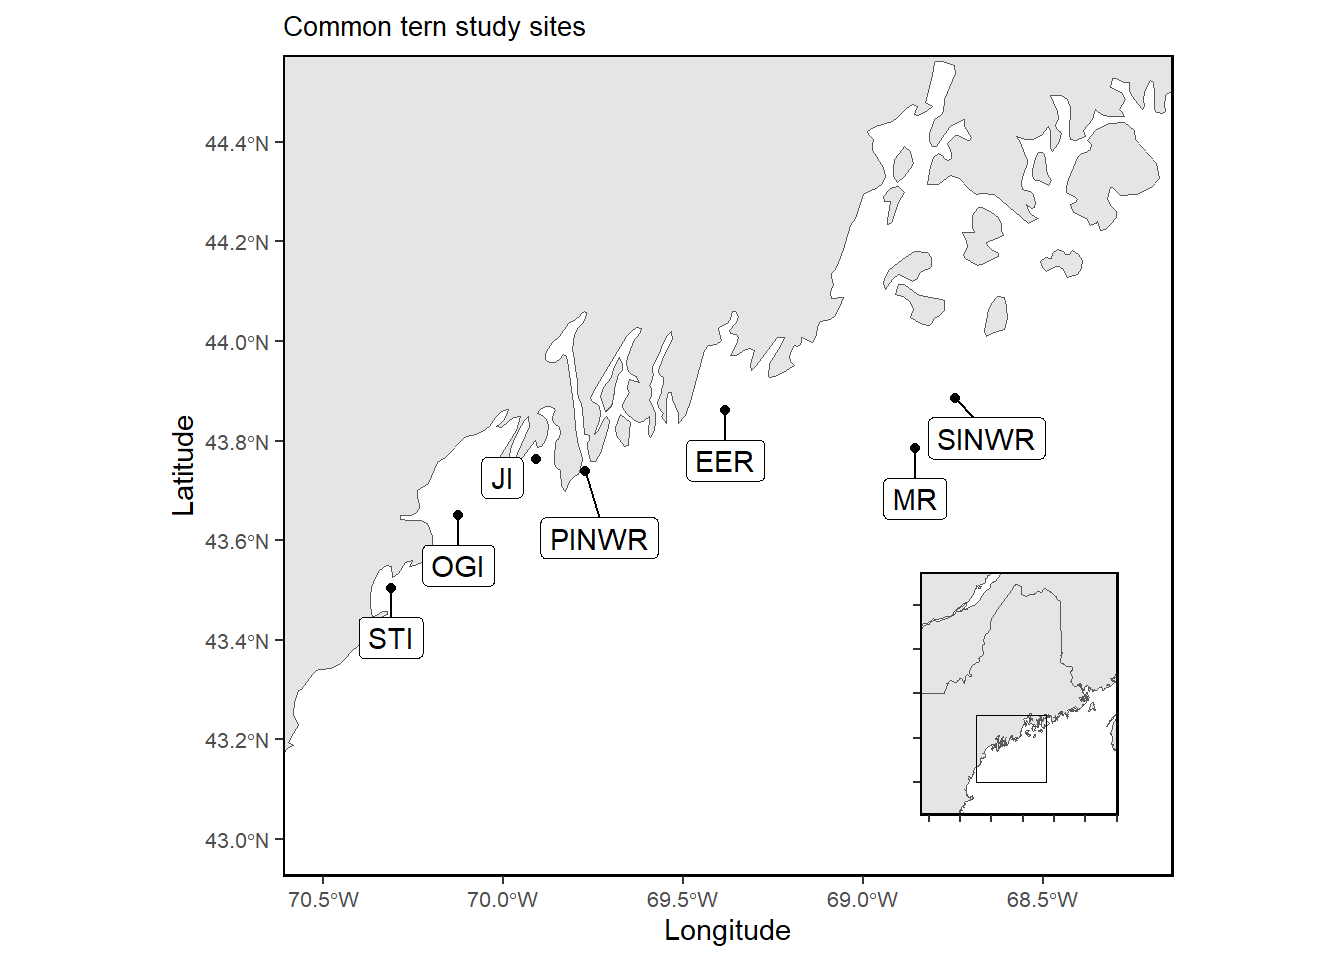 Common tern study sites
44.4°N
44.2°N
44.0°N
43.8°N
43.6°N
43.4°N
43.2°N
43.0°N
Latitude
SINWR
EER
JI
MR
PINWR
OGI
STI
70.5°W
70.0°W
69.5°W
69.0°W
68.5°W
Longitude